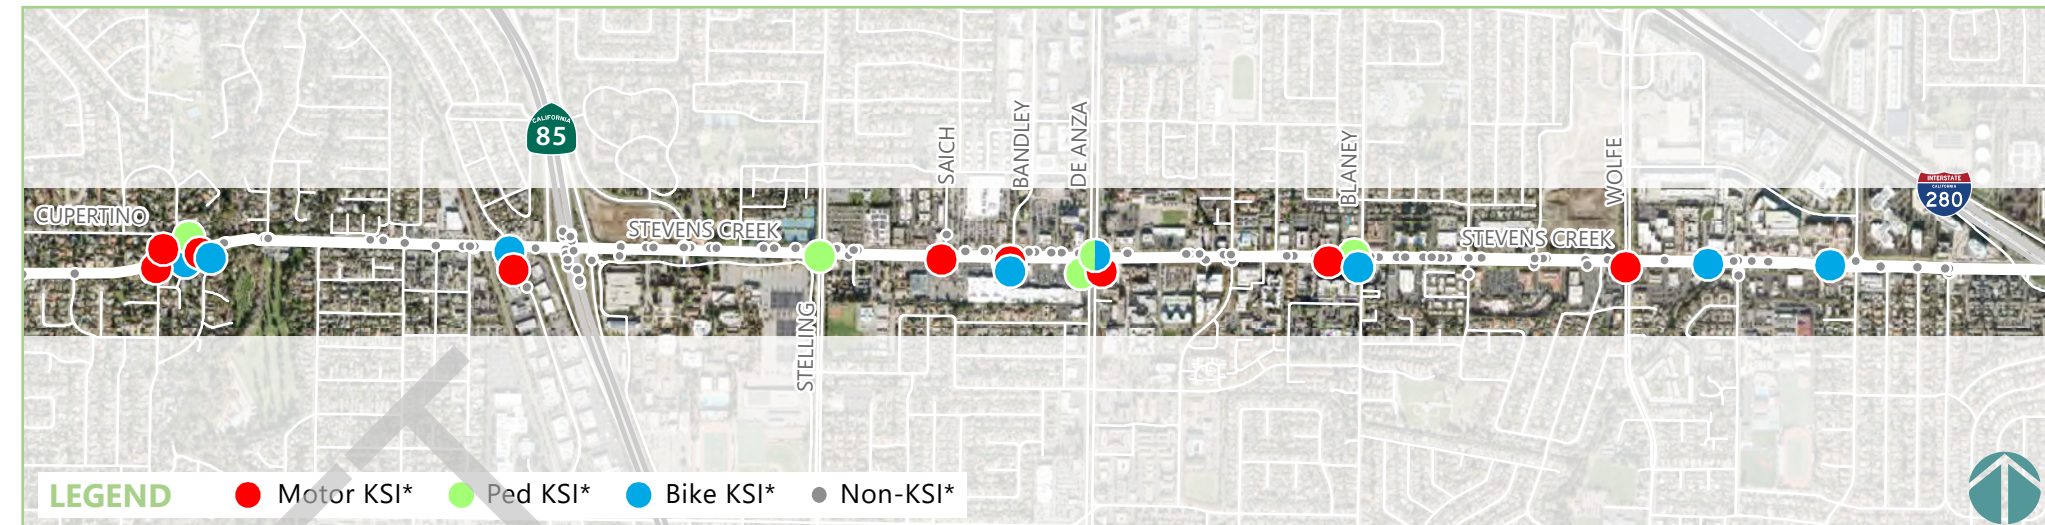 CALIFORNIA
85
SAICH
BANDLEY
DE ANZA
BLANEY
WOLFE
INTERSTATE
CALIFORNIA
280
CUPERTINO
STEVENS CREEK
STEVENS CREEK
STELLING
LEGEND
Motor KSI*
Ped KSI*
Bike KSI*
Non-KSI*